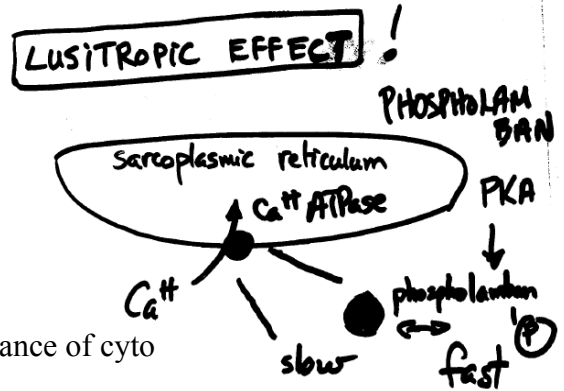 LUSITROPIC EFFECT !
PHOSPHOLAM
BAN
sarcoplasmic reticulum
Ca++ ATPase
PKA
Ca++
phospholamban
P
ance of cyto
slow
fast